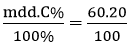 mdd.C% / 100% = 60.20 / 100